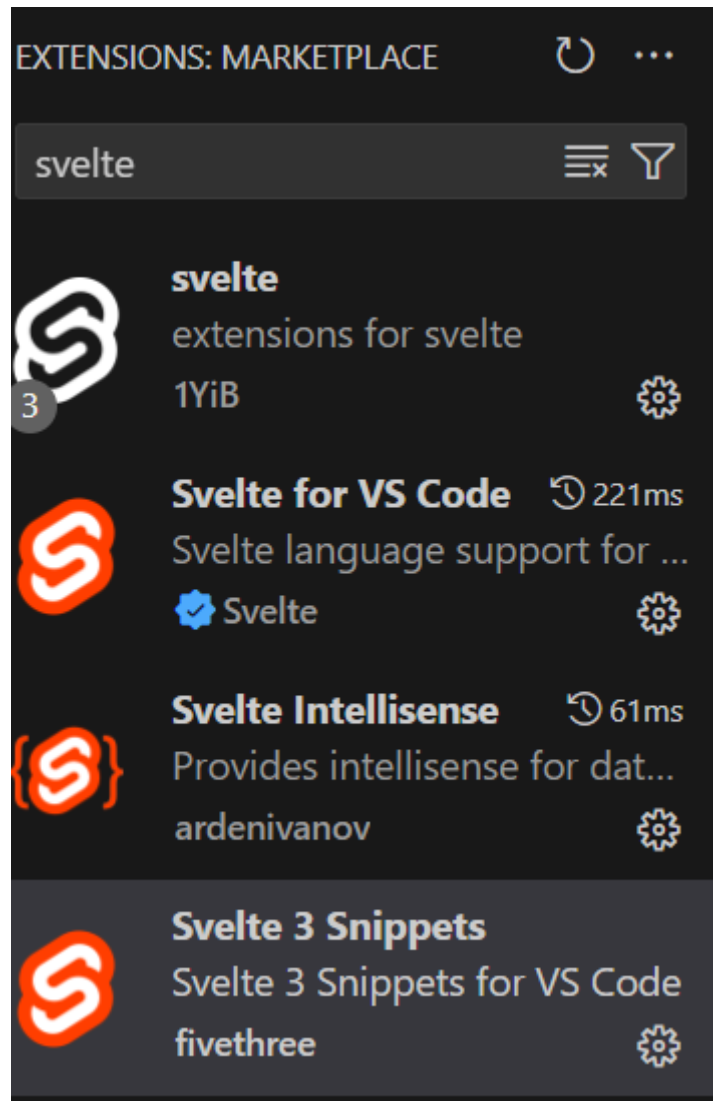 EXTENSIONS: MARKETPLACE
svelte
svelte
extensions for svelte
1YiB
3
Svelte for VS Code 221ms
Svelte language support for ...
Svelte
Svelte Intellisense 61ms
Provides intellisense for dat...
ardenivanov
Svelte 3 Snippets
Svelte 3 Snippets for VS Code
fivethree